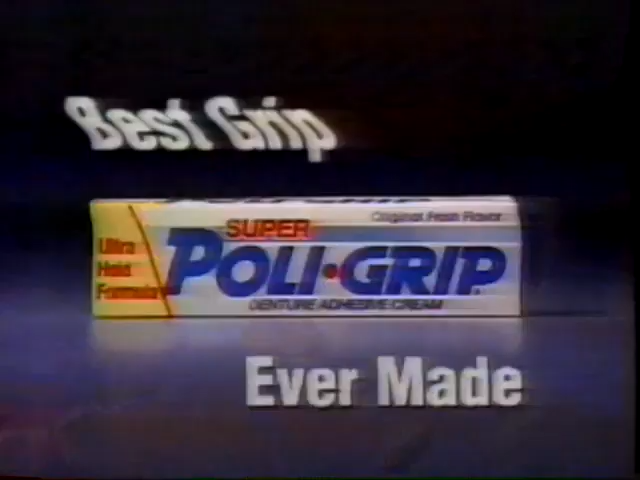 Best Grip
Original Fresh Flavor
SUPER
Ultra
Hold
Formula
POLI•GRIP
DENTURE ADHESIVE CREAM
Ever Made